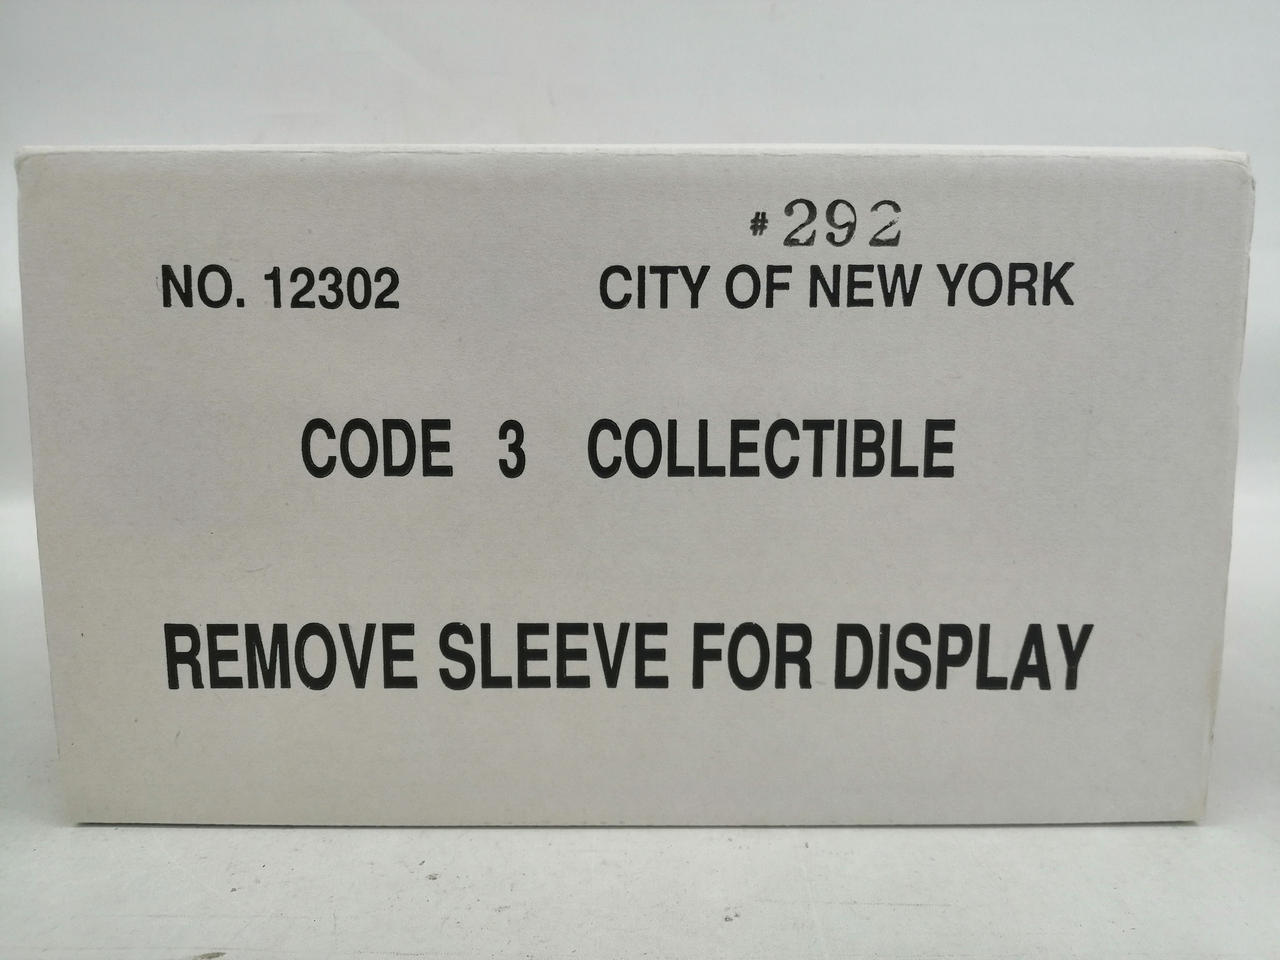 #292
NO. 12302 CITY OF NEW YORK
CODE 3 COLLECTIBLE
REMOVE SLEEVE FOR DISPLAY